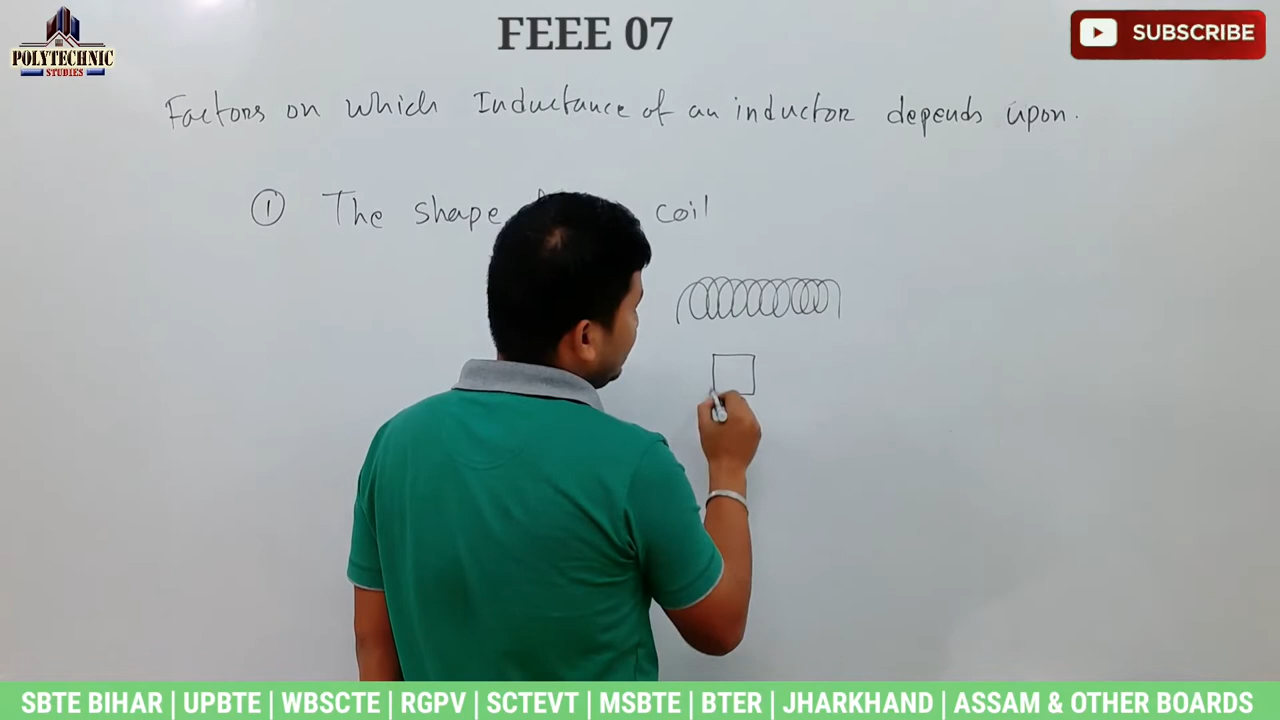 FEEE 07
POLYTECHNIC
STUDIES
SUBSCRIBE
Factors on which Inductance of an inductor depends upon.
① The shape coil
SBTE BIHAR | UPBTE | WBSCTE | RGPV | SCTEVT | MSBTE | BTER | JHARKHAND | ASSAM & OTHER BOARDS